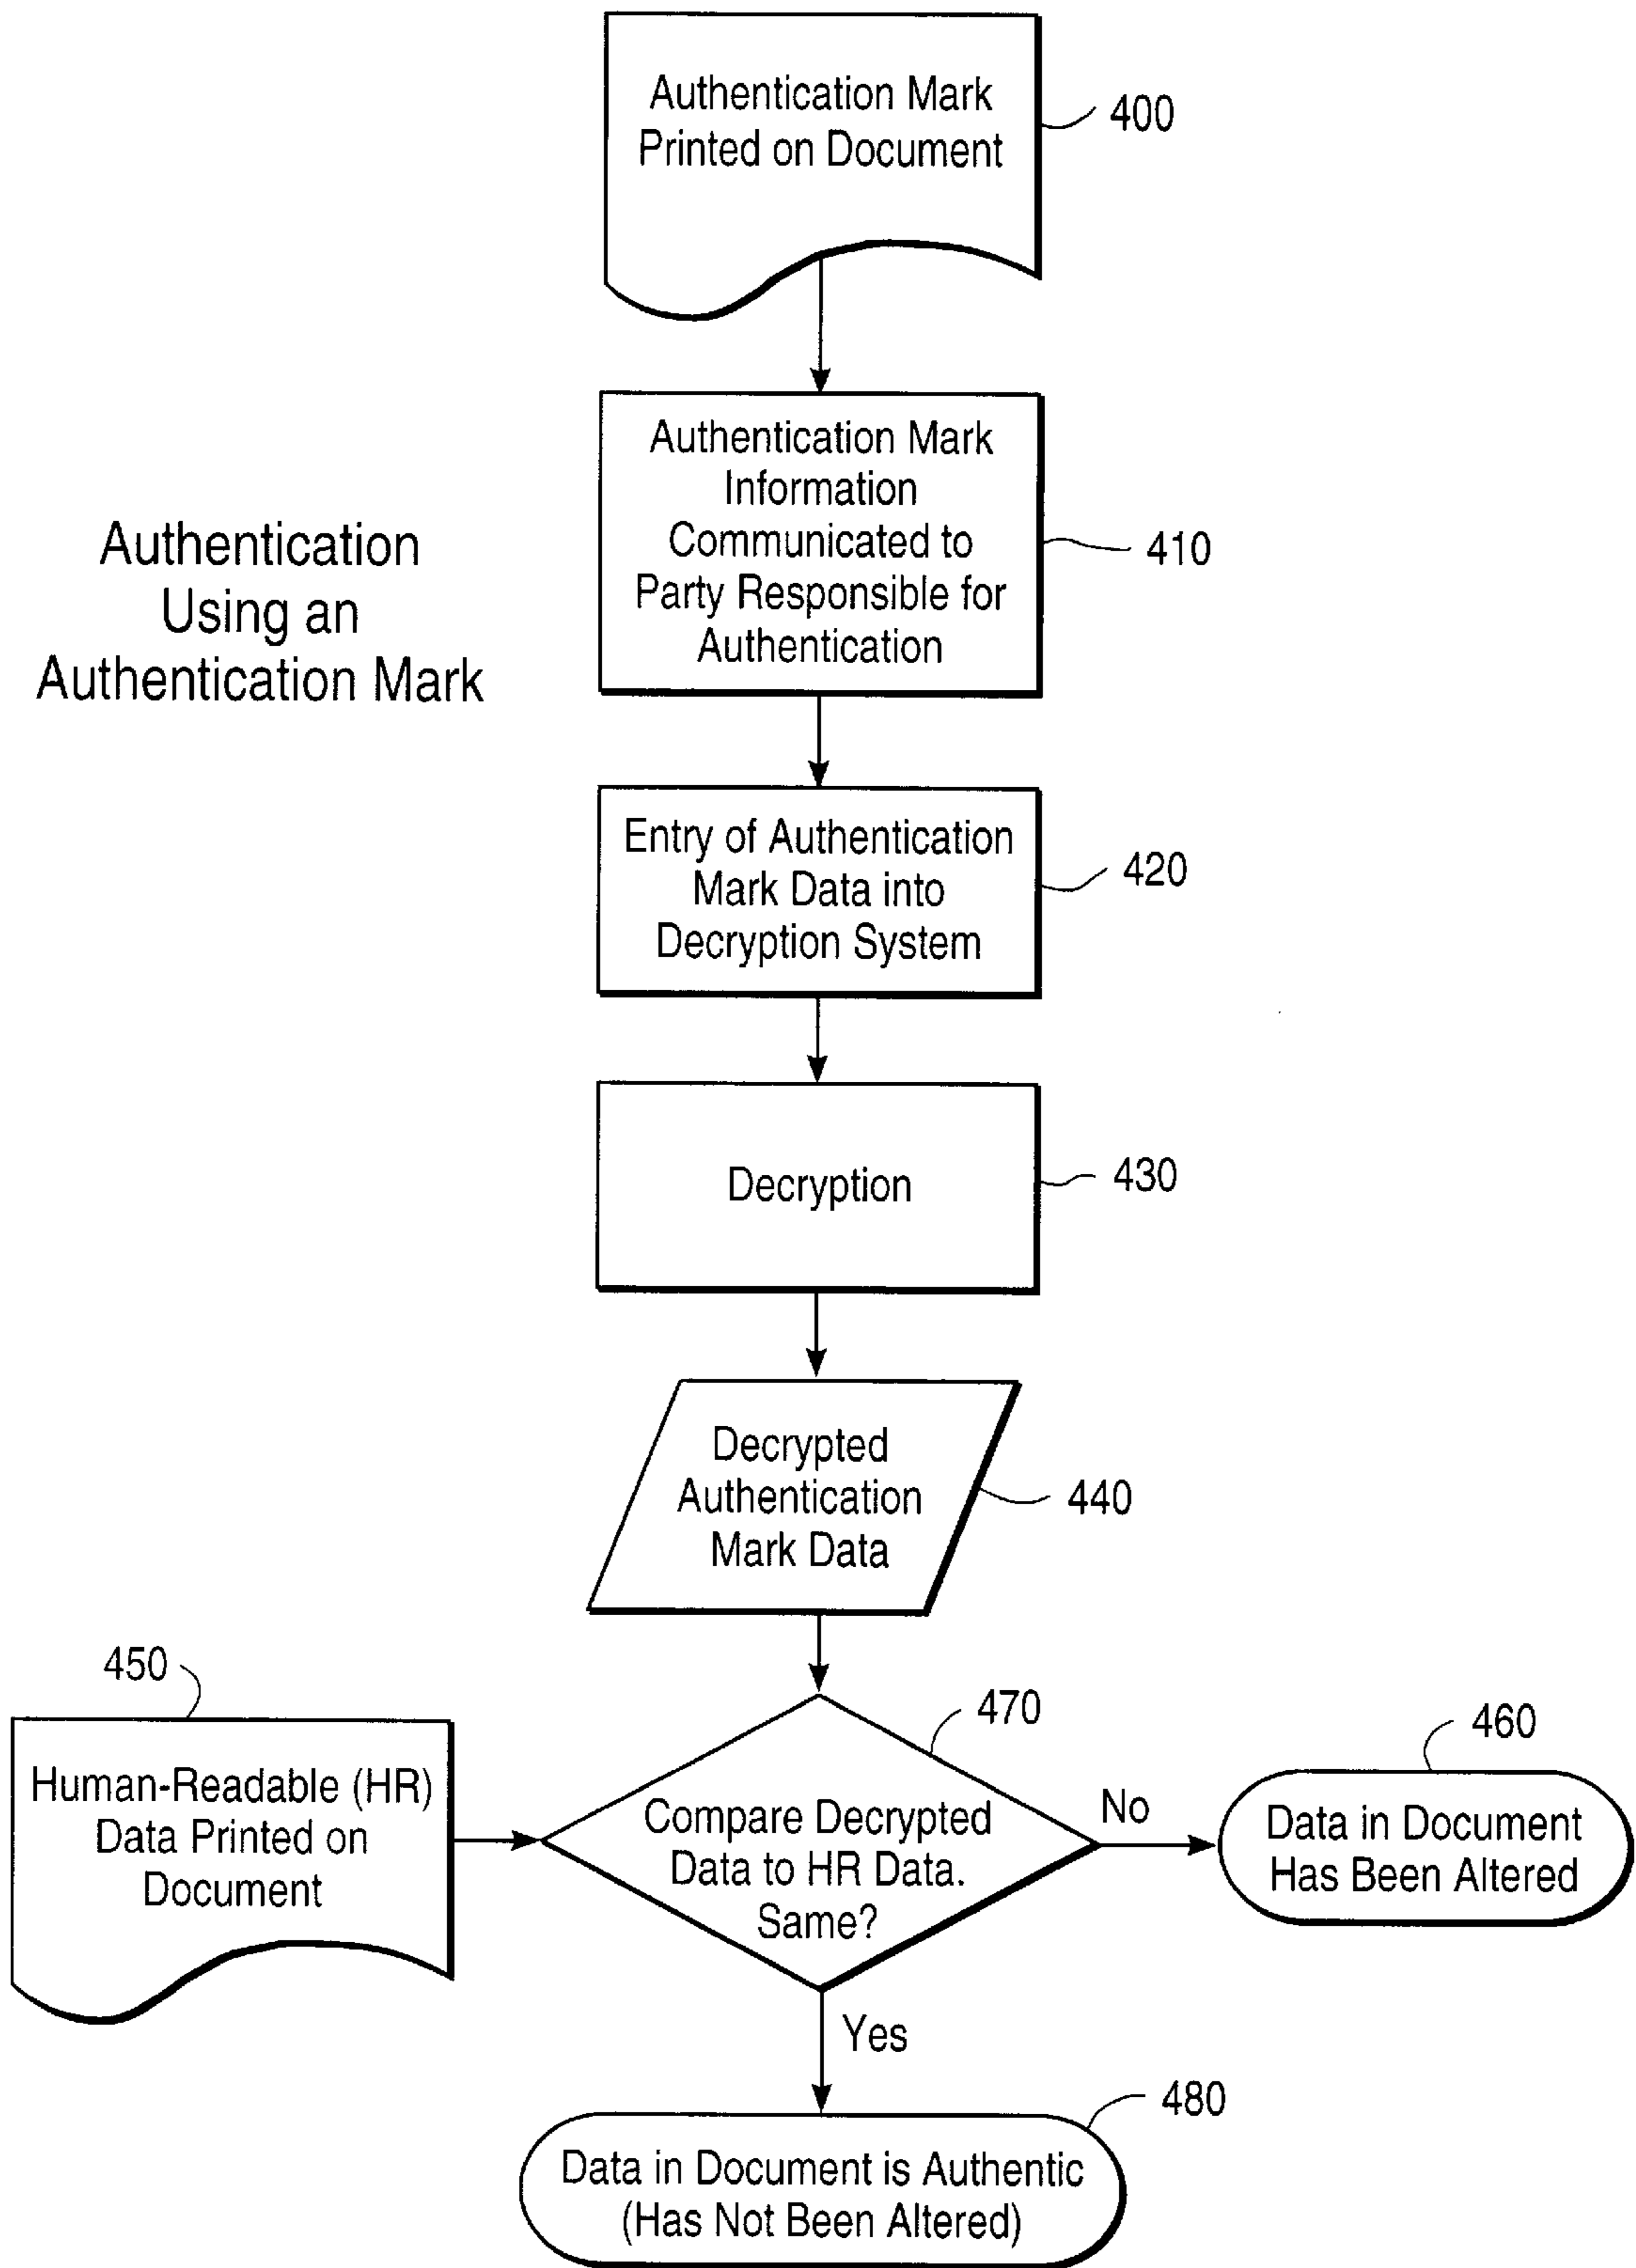 Authentication Mark
Printed on Document
400
Authentication Mark
Information
Communicated to
Party Responsible for
Authentication
410
Authentication
Using an
Authentication Mark
Entry of Authentication
Mark Data into
Decryption System
420
Decryption
430
Decrypted
Authentication
Mark Data
440
450
Human-Readable (HR)
Data Printed on
Document
470
Compare Decrypted
Data to HR Data.
Same?
No
460
Data in Document
Has Been Altered
Yes
480
Data in Document is Authentic
(Has Not Been Altered)